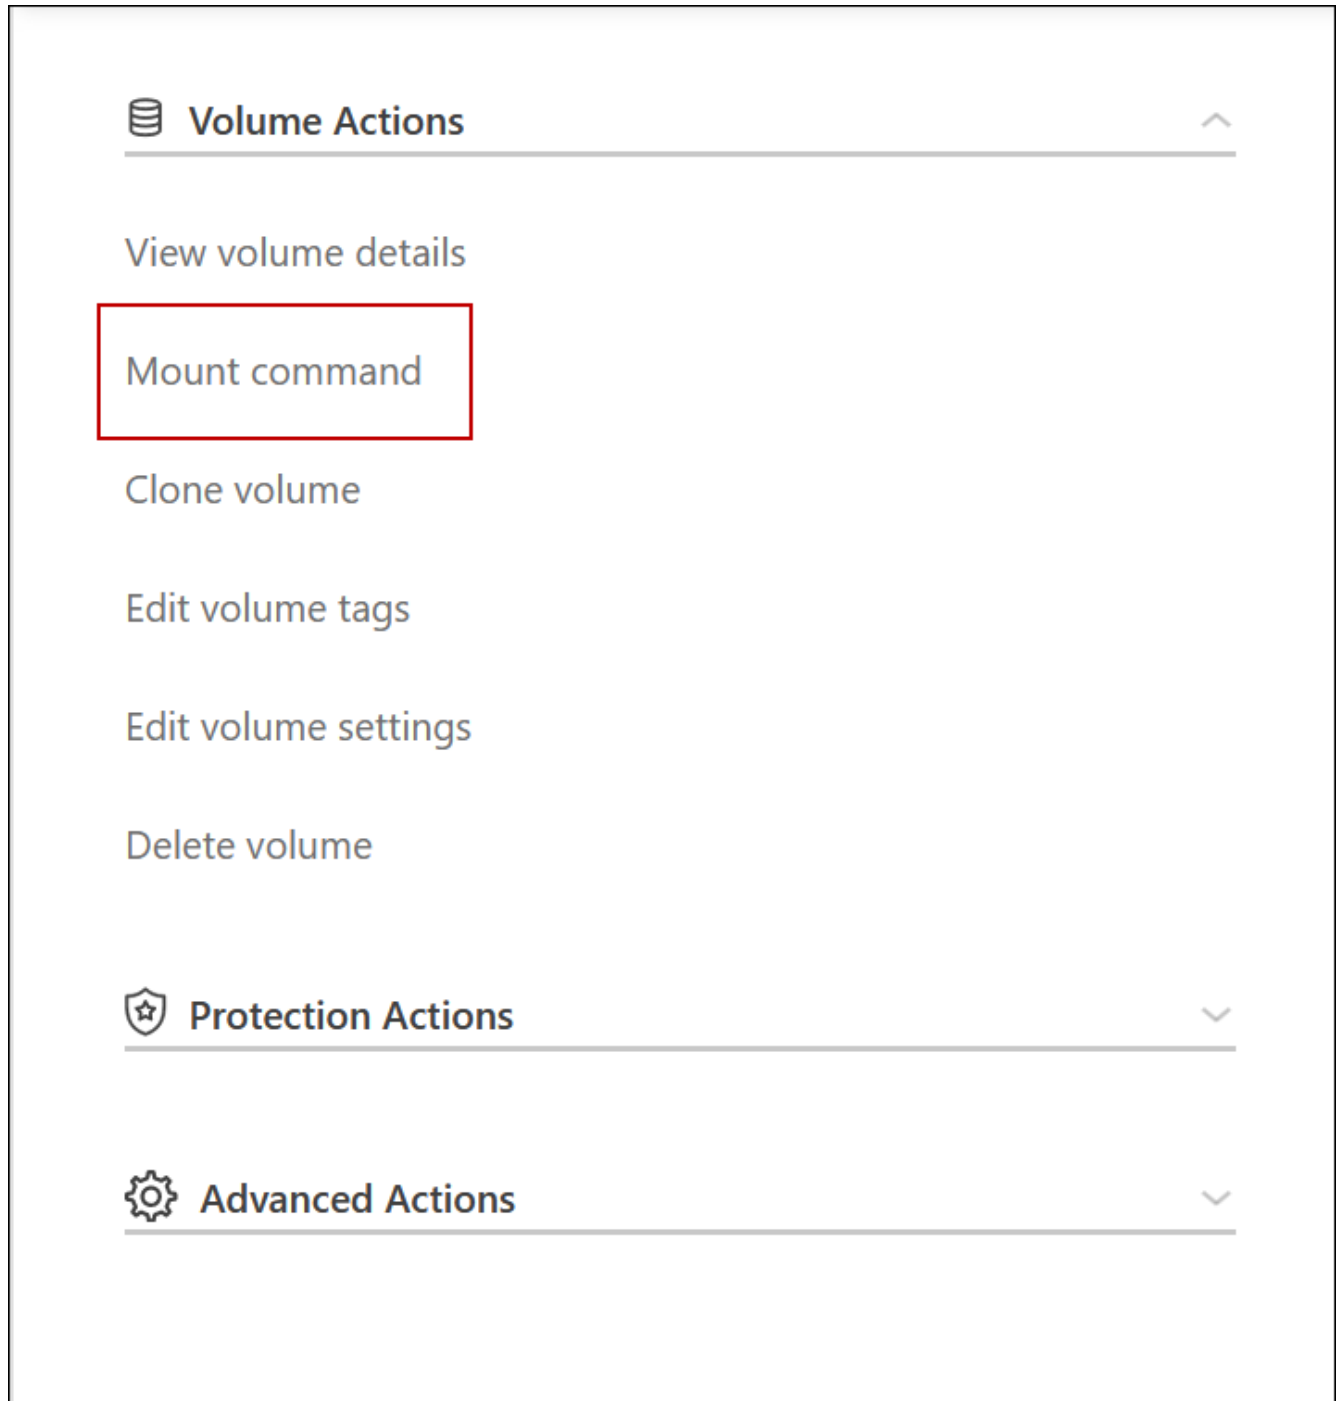 Volume Actions
View volume details
Mount command
Clone volume
Edit volume tags
Edit volume settings
Delete volume
Protection Actions
Advanced Actions